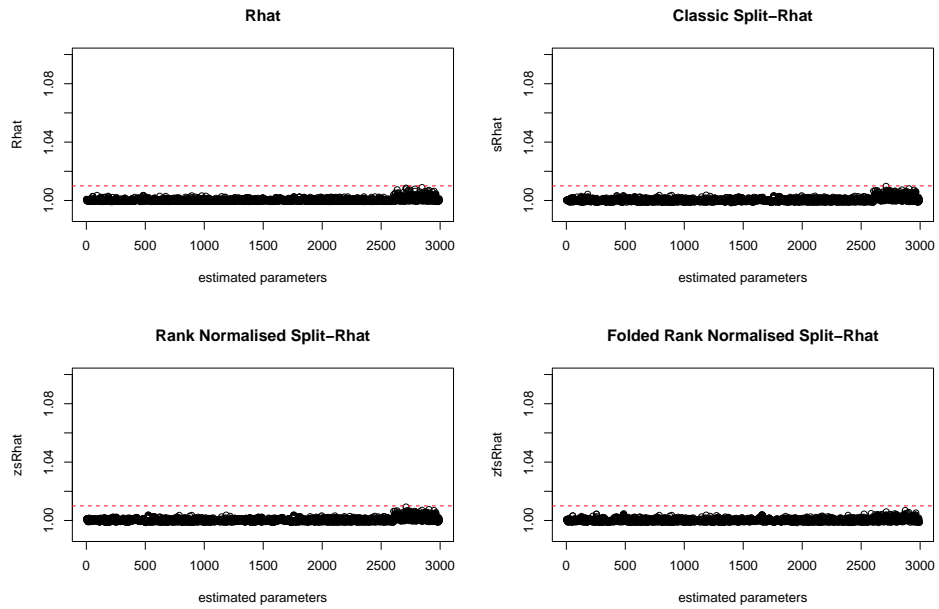 Rhat
Classic Split−Rhat
Rhat
1.00 1.04 1.08
0 500 1000 1500 2000 2500 3000
estimated parameters
sRhat
1.00 1.04 1.08
0 500 1000 1500 2000 2500 3000
estimated parameters
Rank Normalised Split−Rhat
Folded Rank Normalised Split−Rhat
zsRhat
1.00 1.04 1.08
0 500 1000 1500 2000 2500 3000
estimated parameters
zfsRhat
1.00 1.04 1.08
0 500 1000 1500 2000 2500 3000
estimated parameters